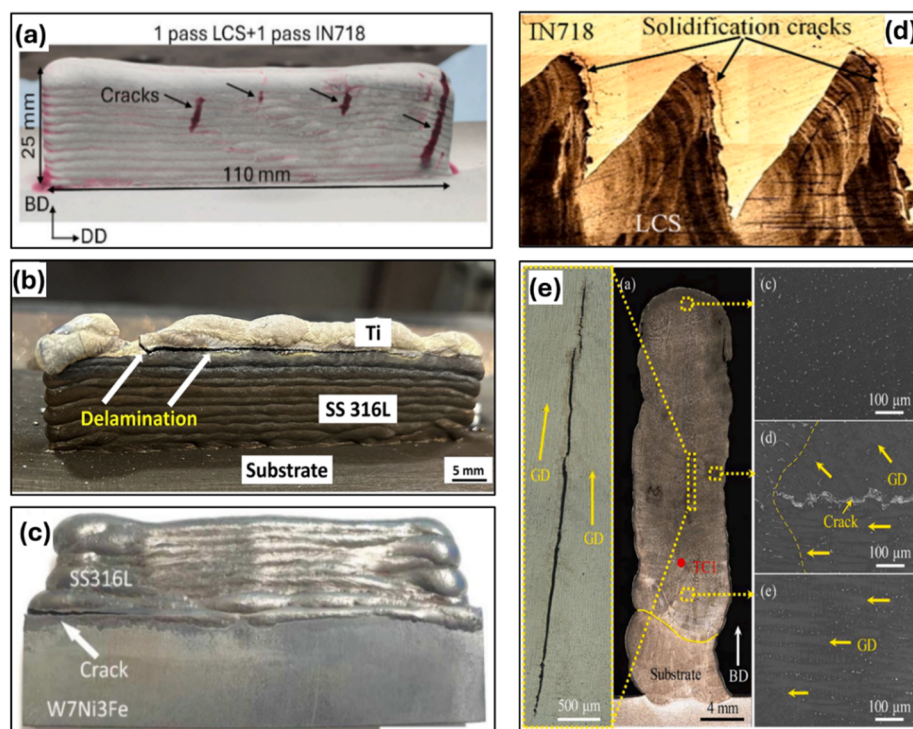 (a)
1 pass LCS+1 pass IN718
Cracks
25 mm
110 mm
BD
DD
(b)
Ti
Delamination
SS 316L
Substrate
5 mm
(c)
SS316L
Crack
W7Ni3Fe
(d)
IN718
Solidification cracks
LCS
(e)
GD
GD
500 μm
(a)
TC1
Substrate
BD
4 mm
(c)
100 μm
(d)
GD
Crack
100 μm
(e)
GD
100 μm